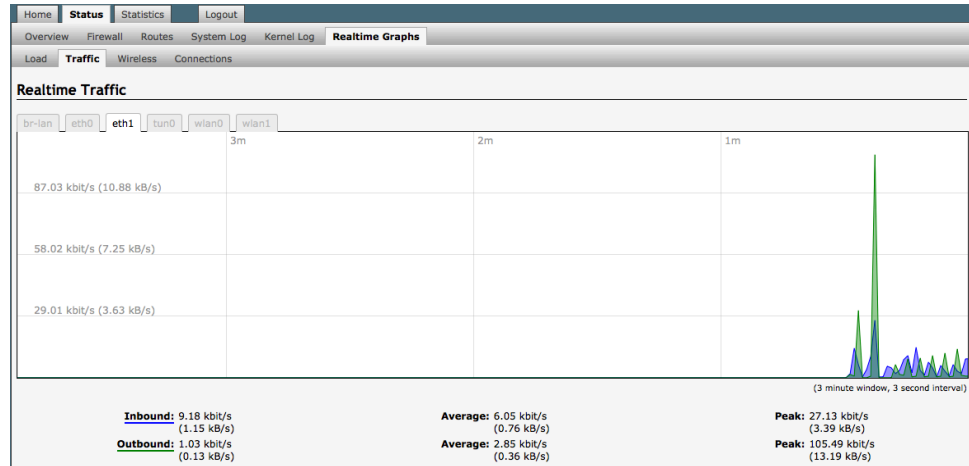 Home Status Statistics Logout
Overview Firewall Routes System Log Kernel Log Realtime Graphs
Load Traffic Wireless Connections
Realtime Traffic
br-lan eth0 eth1 tun0 wlan0 wlan1
3m 2m 1m
87.03 kbit/s (10.88 kB/s)
58.02 kbit/s (7.25 kB/s)
29.01 kbit/s (3.63 kB/s)
(3 minute window, 3 second interval)
Inbound: 9.18 kbit/s Average: 6.05 kbit/s Peak: 27.13 kbit/s
(1.15 kB/s) (0.76 kB/s) (3.39 kB/s)
Outbound: 1.03 kbit/s Average: 2.85 kbit/s Peak: 105.49 kbit/s
(0.13 kB/s) (0.36 kB/s) (13.19 kB/s)